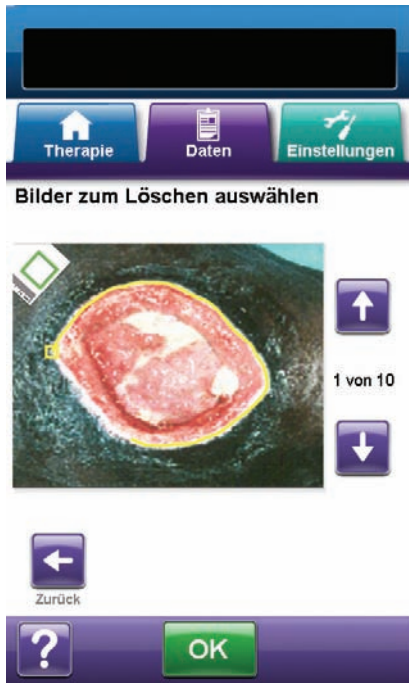 Therapie
Daten
Einstellungen
Bilder zum Löschen auswählen
1 von 10
Zurück
?
OK